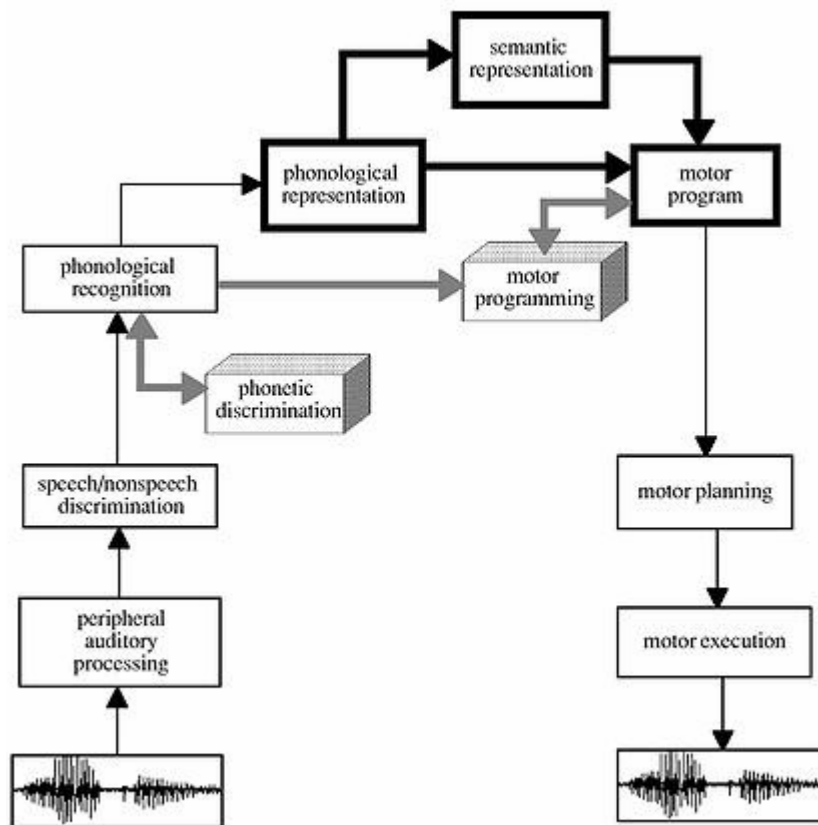 semantic
representation
phonological
representation
motor
program
phonological
recognition
motor
programming
phonetic
discrimination
speech/nonspeech
discrimination
motor planning
peripheral
auditory
processing
motor execution